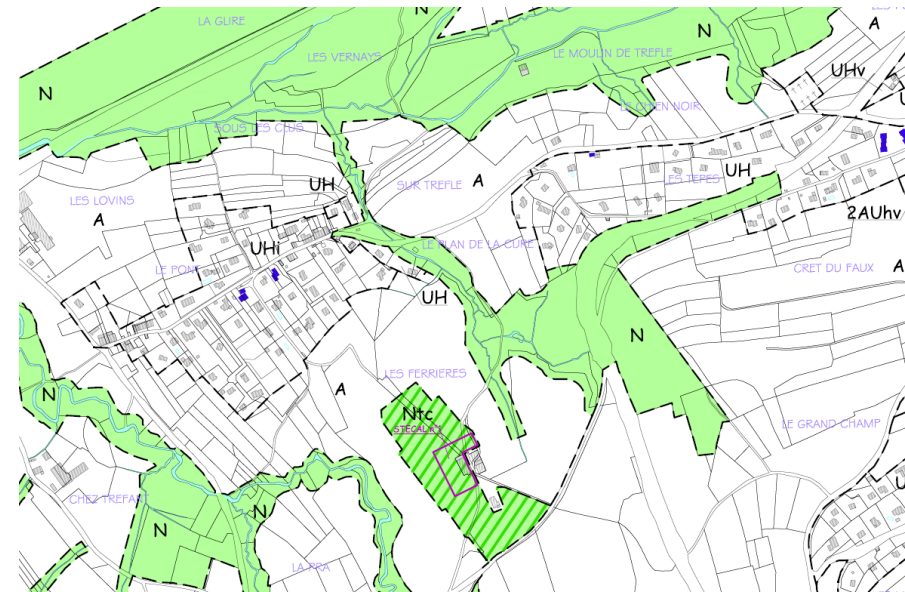 LA GLIRE
N
LES VERNAYS
LE MOULIN DE TREFLE
N
A
UHv
N
LE CHIEN NOIR
SOUS LES CLUS
UH
SUR TREFLE
A
LES TEPES
UH
LES LOVINS
A
2AUhv
UHi
LE PLAN DE LA CURE
LE PONT
CRET DU FAUX
A
UH
N
LES FERRIERES
A
N
Ntc
STECAL n°1
LE GRAND CHAMP
CHEZ TREFART
N
N
LA PRA